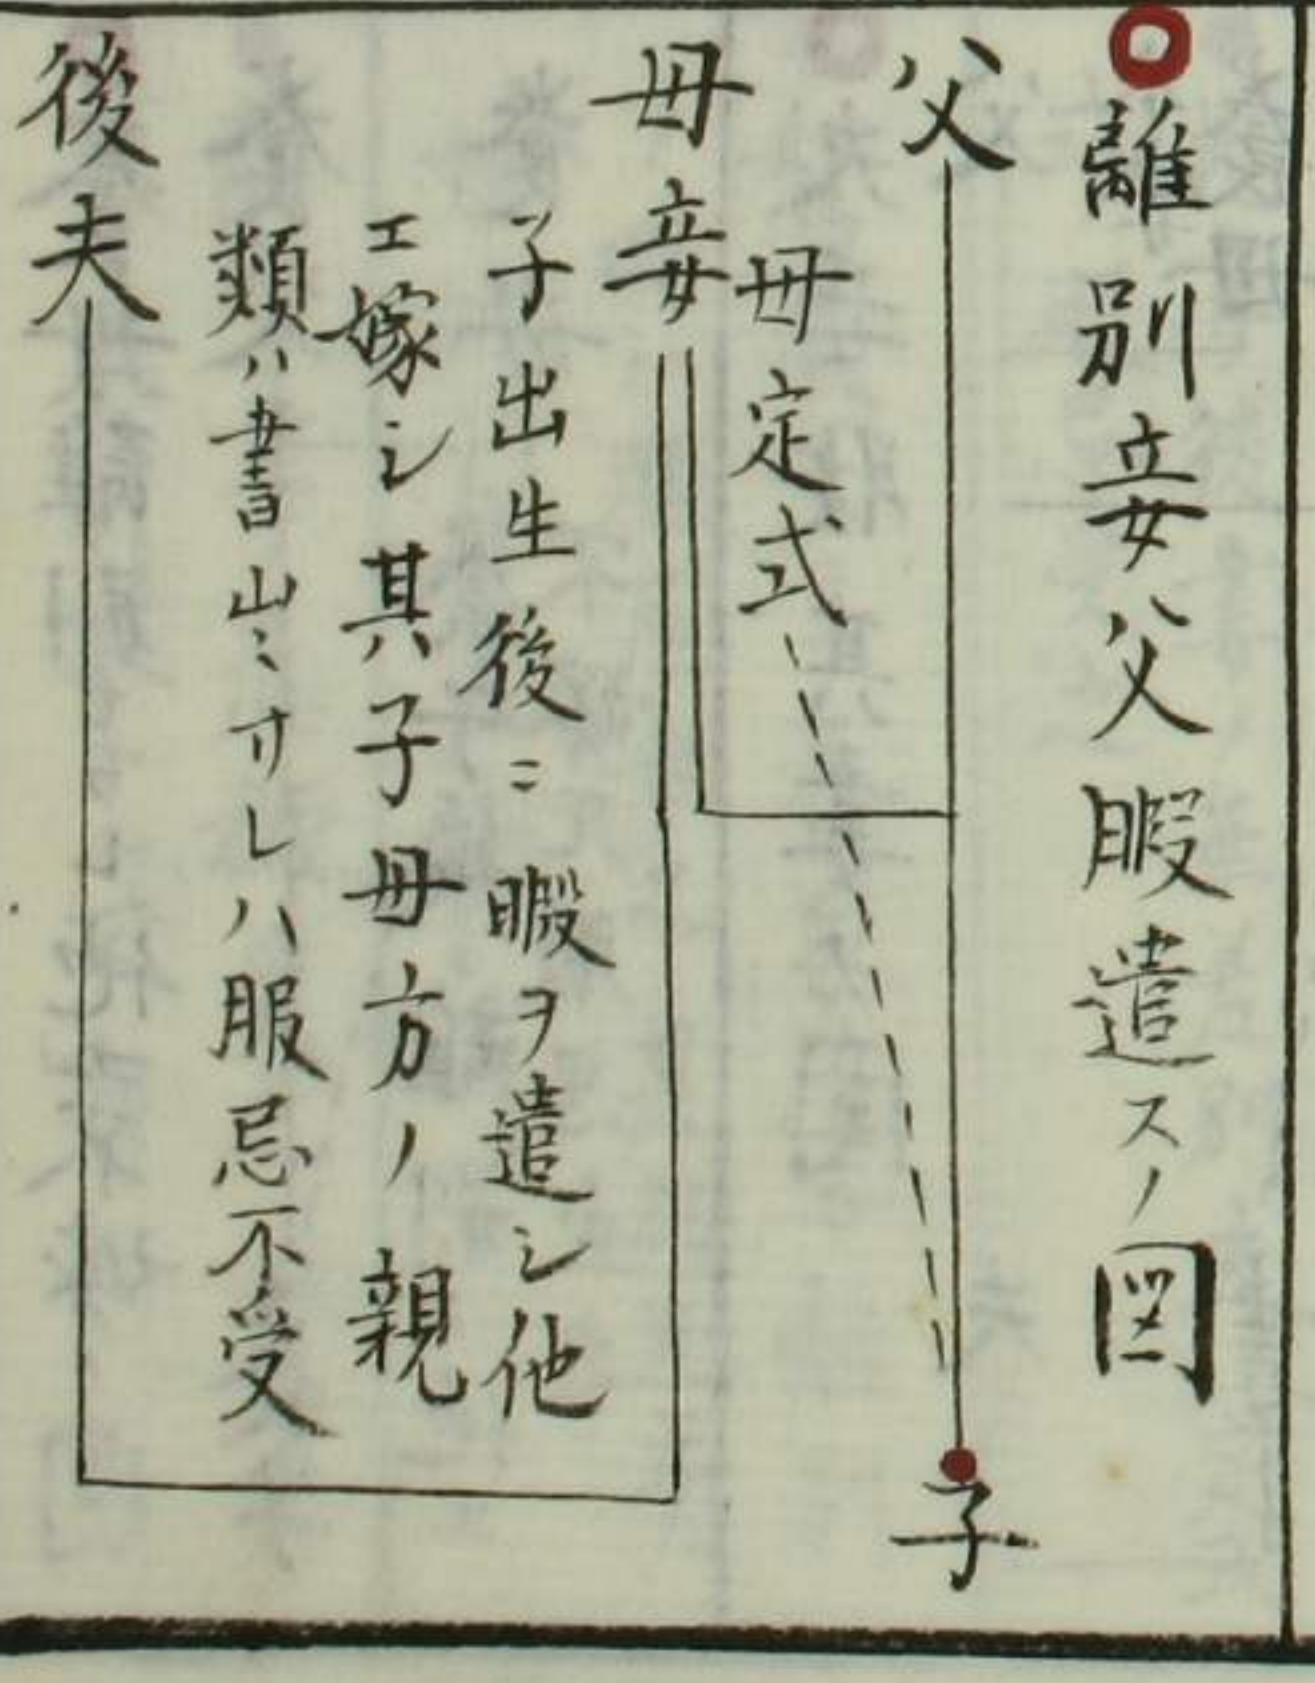 離別妾父暇遣スノ図
父
子
母定式
母妾
子出生後ニ暇ヲ遣シ他
エ嫁シ其子母方ノ親
類ハ書出ミオレハ服忌不受
後夫